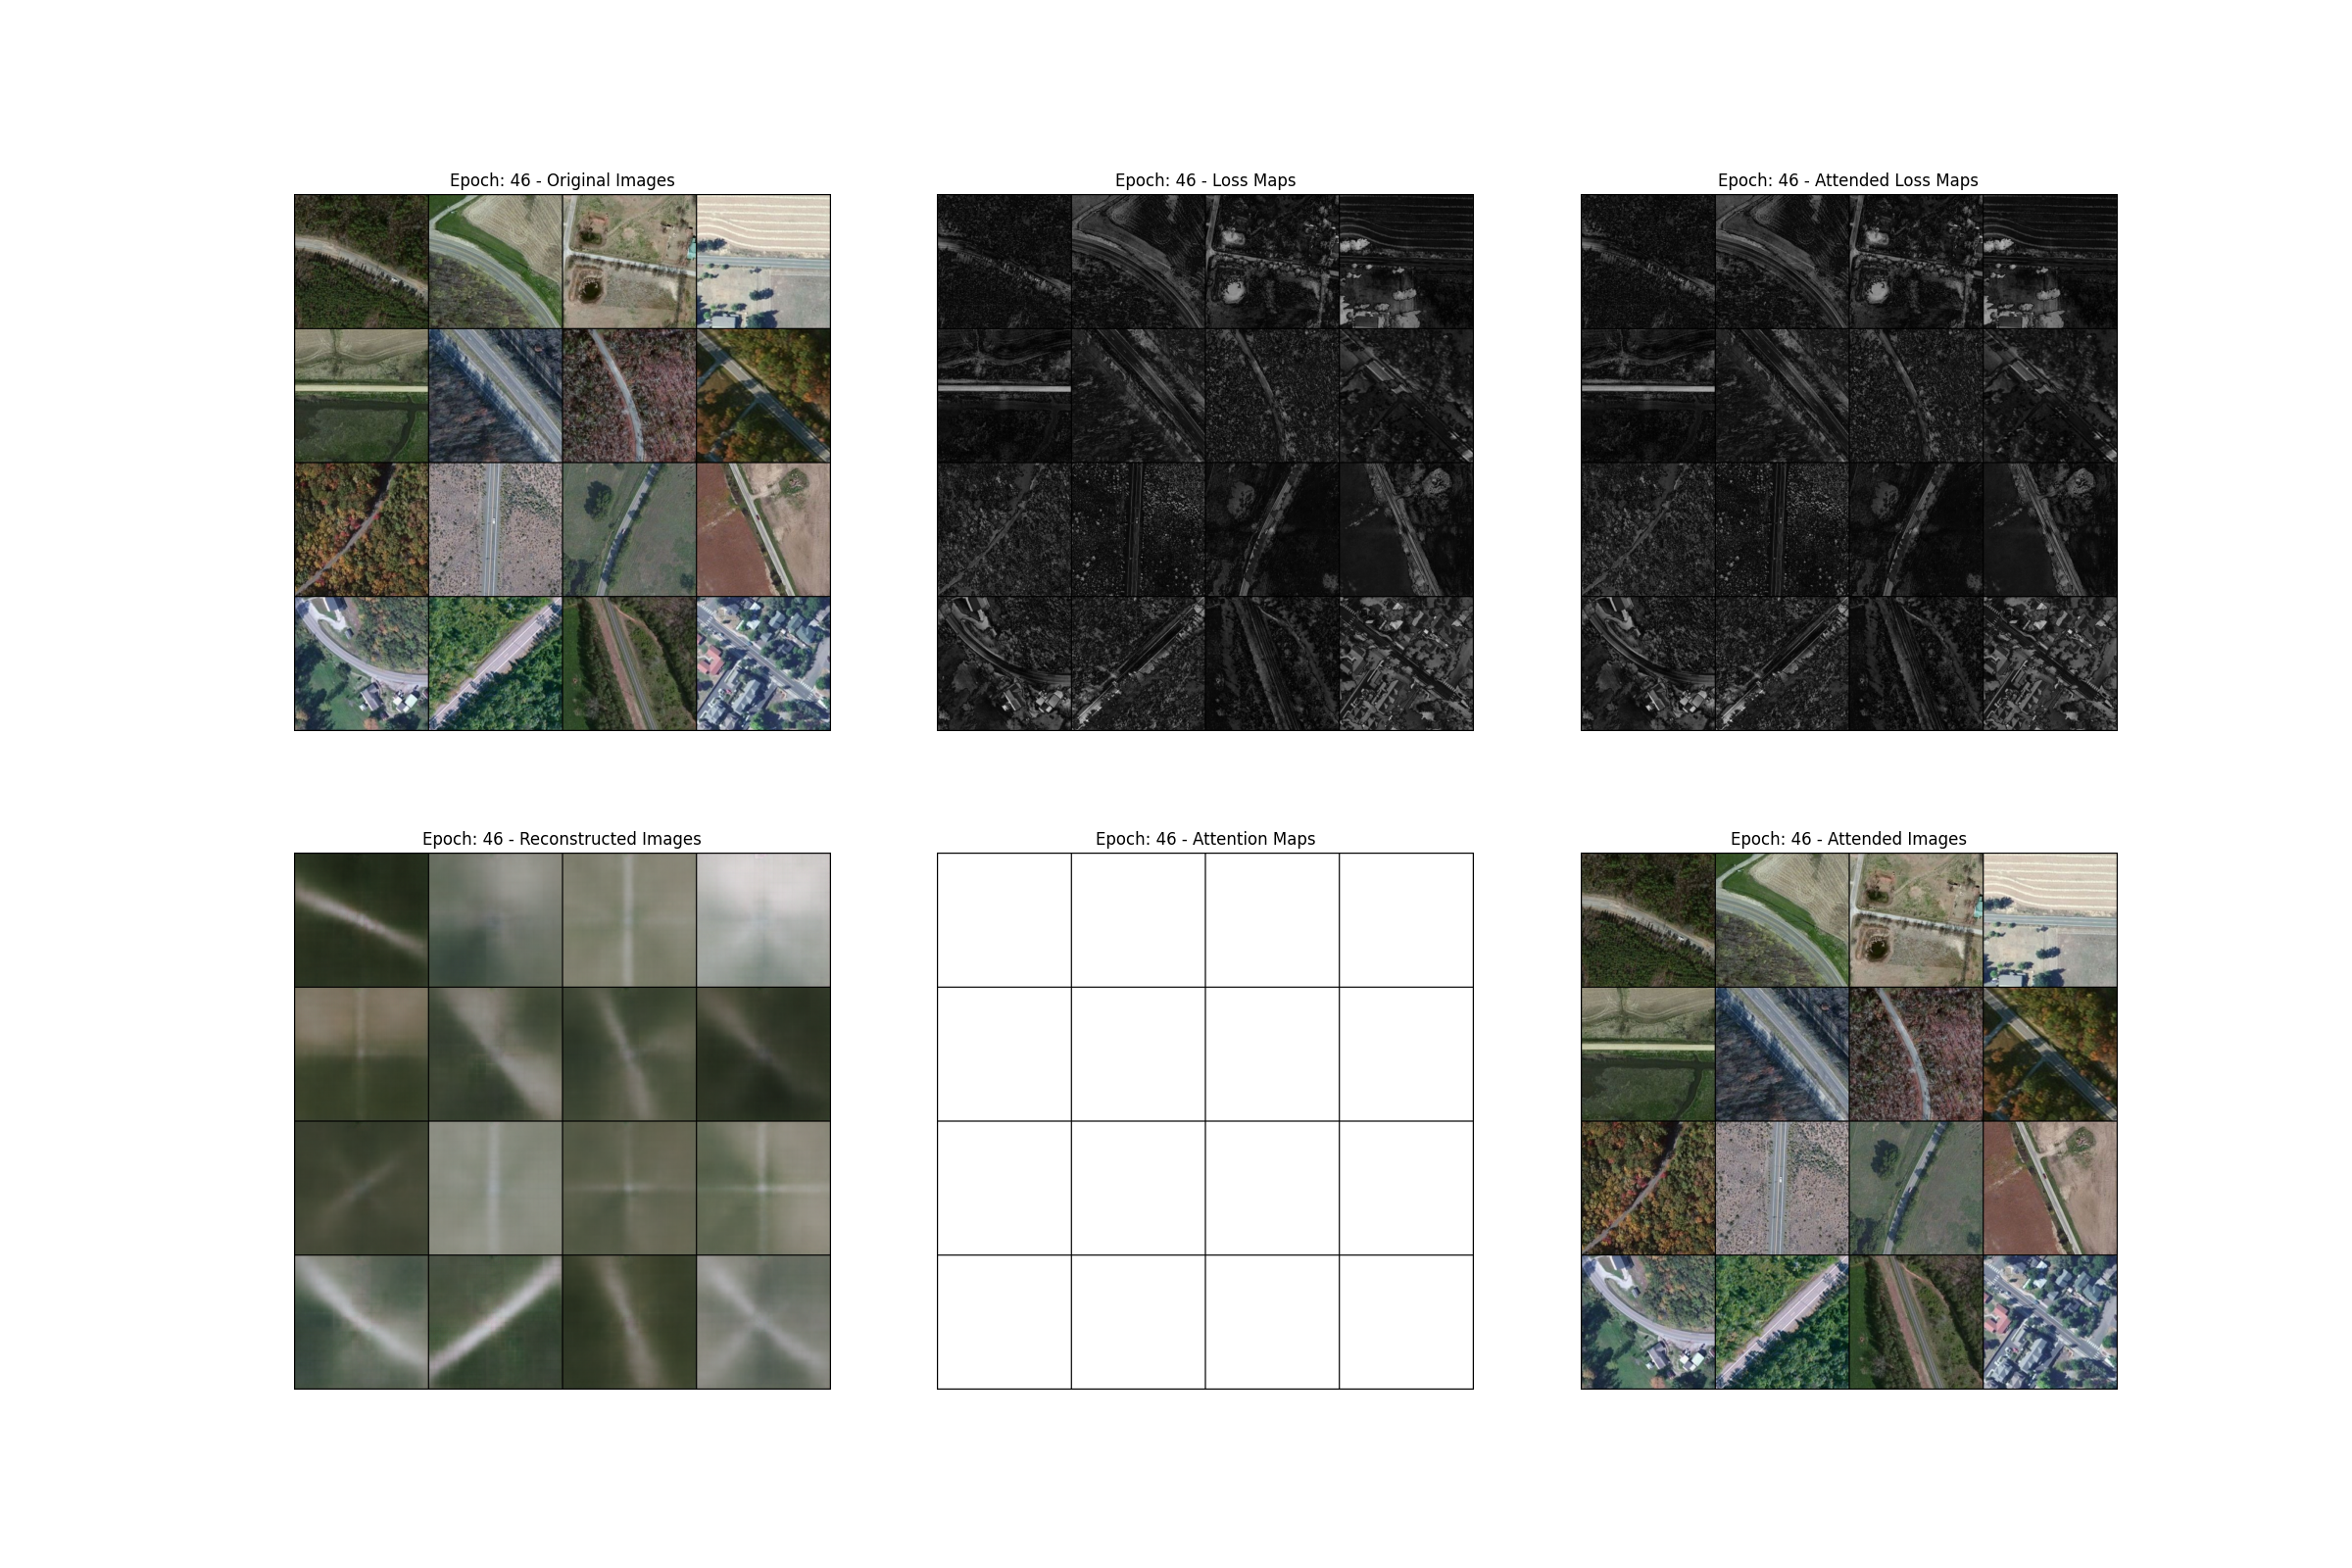 Epoch: 46 - Original Images
Epoch: 46 - Loss Maps
Epoch: 46 - Attended Loss Maps
Epoch: 46 - Reconstructed Images
Epoch: 46 - Attention Maps
Epoch: 46 - Attended Images